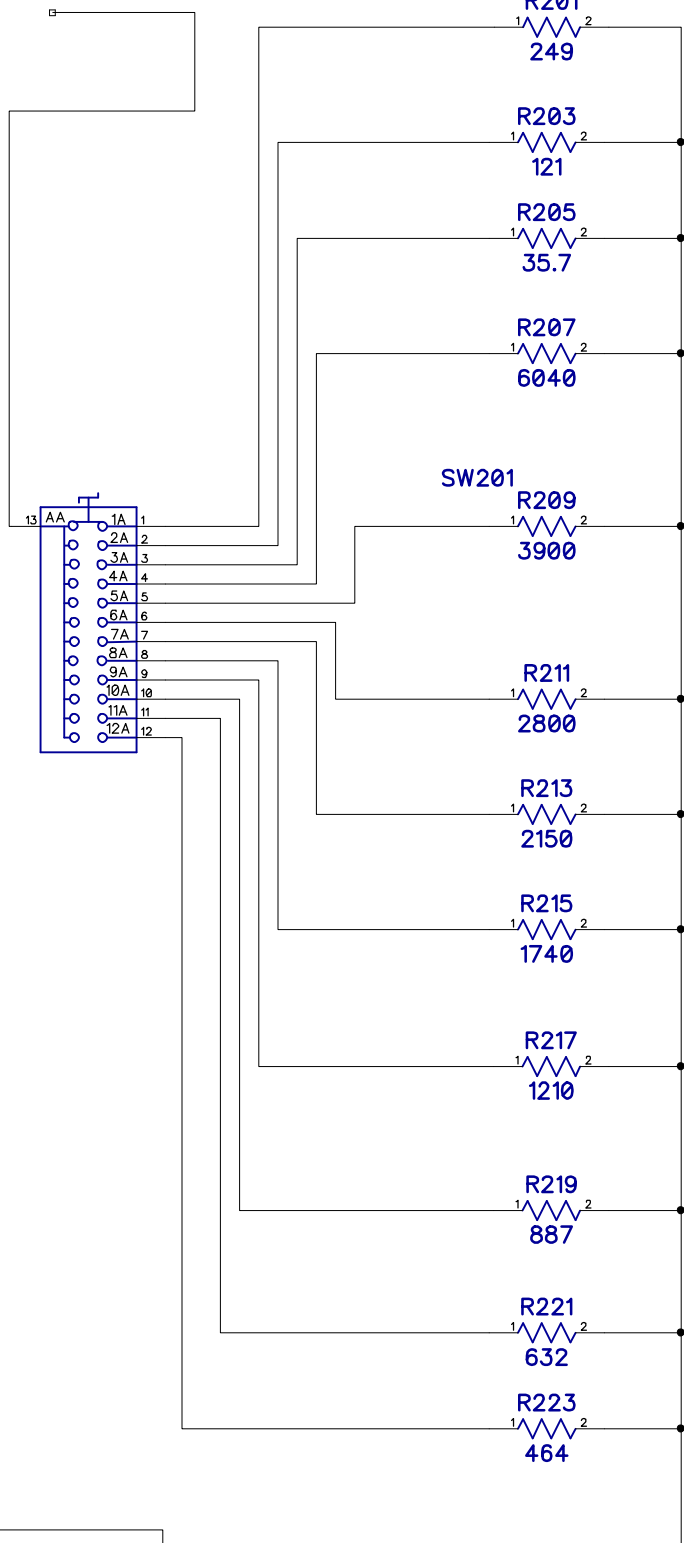 R201
1 2
249
R203
1 2
121
R205
1 2
35.7
R207
1 2
6040
SW201
R209
1 2
3900
13 AA 1A 1
2A 2
3A 3
4A 4
5A 5
6A 6
7A 7
8A 8
9A 9
10A 10
11A 11
12A 12
R211
1 2
2800
R213
1 2
2150
R215
1 2
1740
R217
1 2
1210
R219
1 2
887
R221
1 2
632
R223
1 2
464